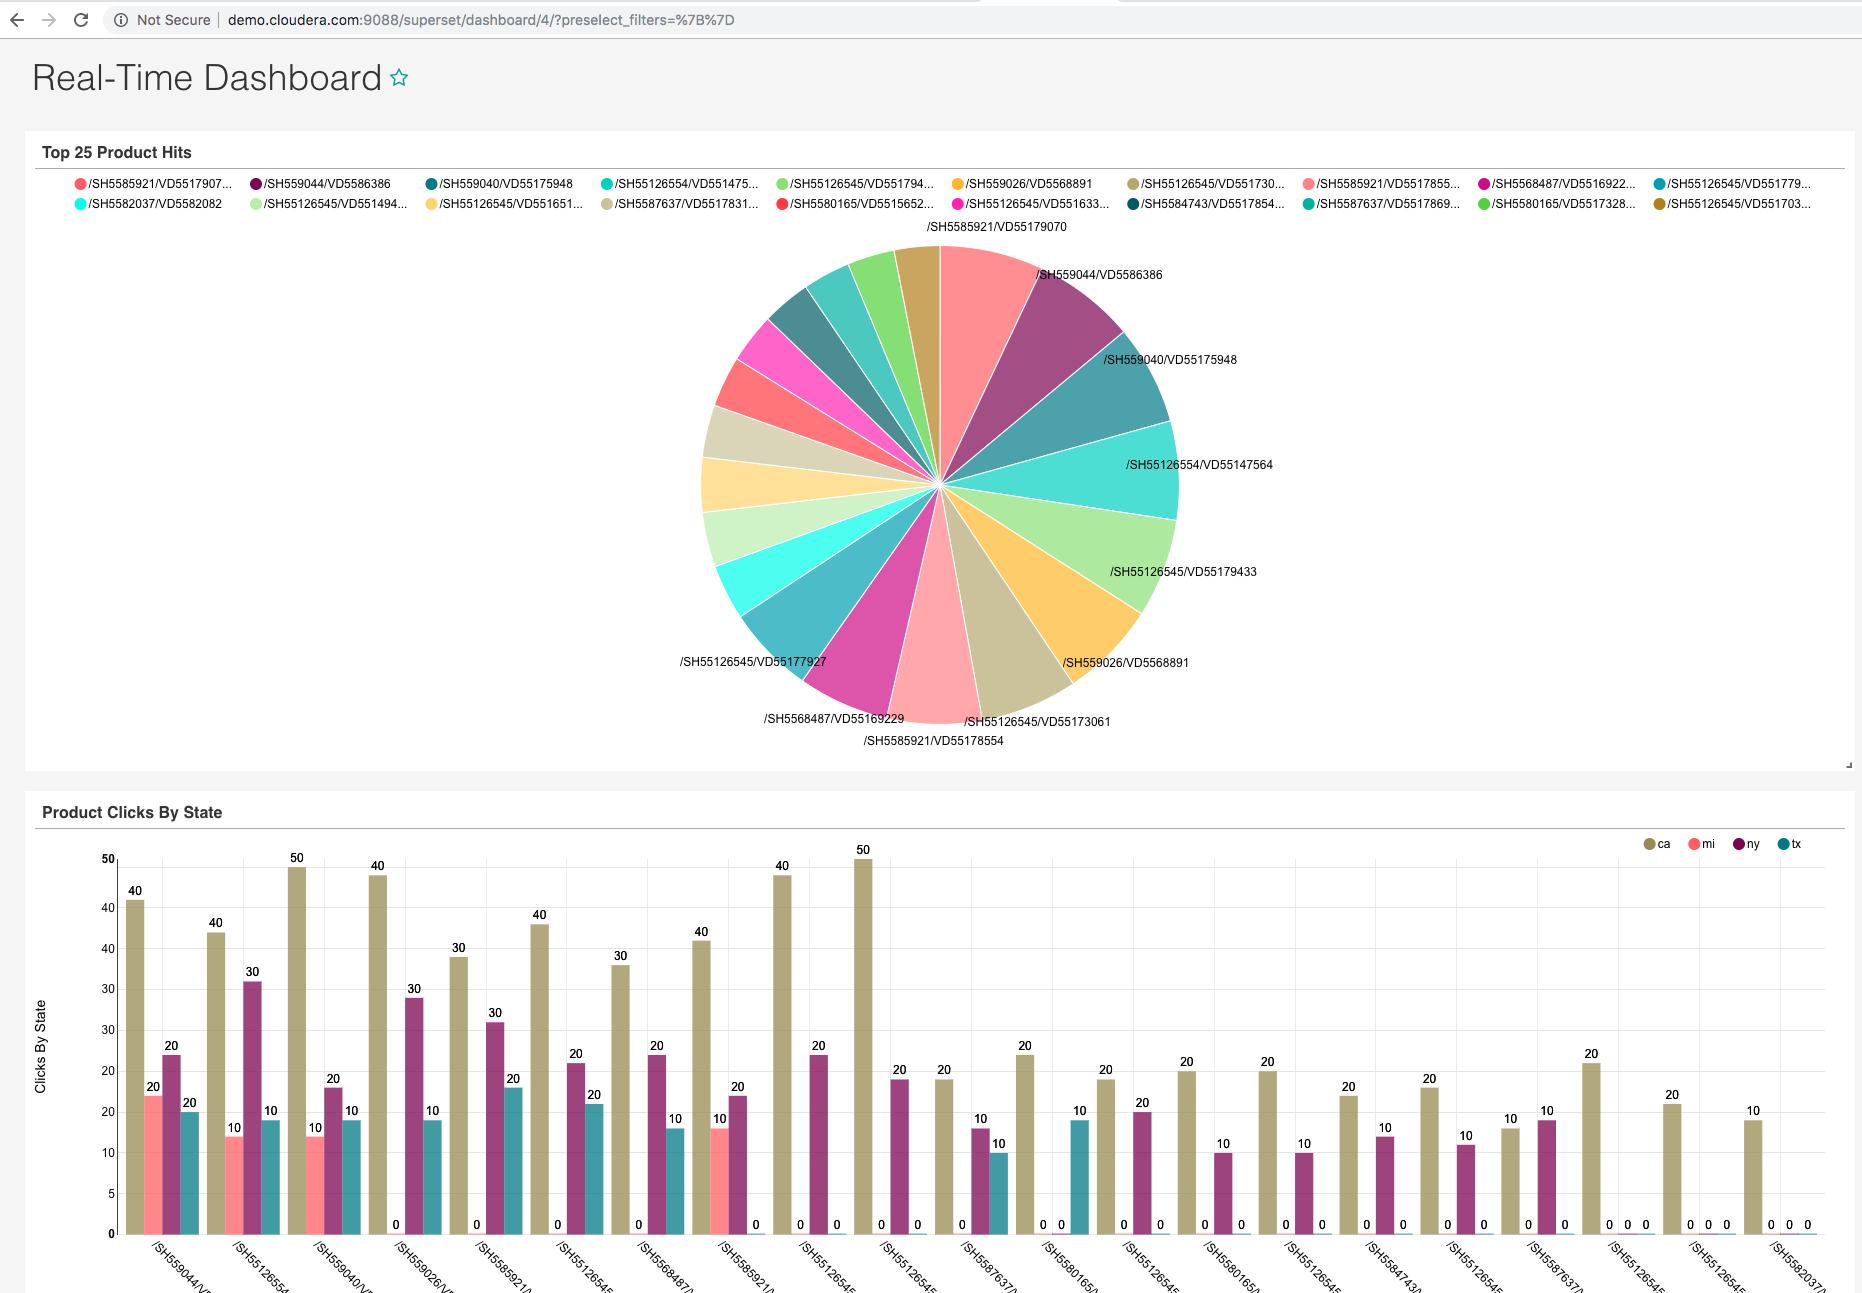 Not Secure | demo.cloudera.com:9088/superset/dashboard/4/?preselect_filters=%7B%7D
Real-Time Dashboard
Top 25 Product Hits
/SH5585921/VD5517907... /SH559044/VD5586386 /SH559040/VD55175948 /SH55126554/VD551475... /SH55126545/VD551794... /SH559026/VD5568891 /SH55126545/VD551730... /SH5585921/VD5517855... /SH5568487/VD5516922... /SH55126545/VD551779...
/SH5582037/VD5582082 /SH55126545/VD551494... /SH55126545/VD551651... /SH5587637/VD5517831... /SH5580165/VD5515652... /SH55126545/VD551633... /SH5584743/VD5517854... /SH5587637/VD5517869... /SH5580165/VD5517328... /SH55126545/VD551703...
/SH5585921/VD55179070
/SH559044/VD5586386
/SH559040/VD55175948
/SH55126554/VD55147564
/SH55126545/VD55179433
/SH55126545/VD55177927
/SH559026/VD5568891
/SH5568487/VD55169229
/SH55126545/VD55173061
/SH5585921/VD55178554
Product Clicks By State
ca mi ny tx
Clicks By State
50
40
40
30
30
20
20
10
5
0
40 20 20 20
40 10 30 10
50 10 20 10
40 0 30 10
30 0 30 20
40 0 20 20
30 0 20 10
40 10 20 0
40 0 20 0
50 0 20 0
20 0 10 10
20 0 0 10
20 0 20 0
20 0 10 0
20 0 10 0
20 0 10 0
20 0 10 0
10 0 10 0
20 0 0 0
20 0 0 0
10 0 0 0
/SH559044/ /SH5512655 /SH559040/ /SH559026/ /SH5585921/ /SH5512654 /SH5568487/ /SH5585921/ /SH5512654 /SH5512654 /SH5587637/ /SH5580165/ /SH5512654 /SH5580165/ /SH5512654 /SH5584743/ /SH5512654 /SH5587637/ /SH5512654 /SH5512654 /SH5582037/